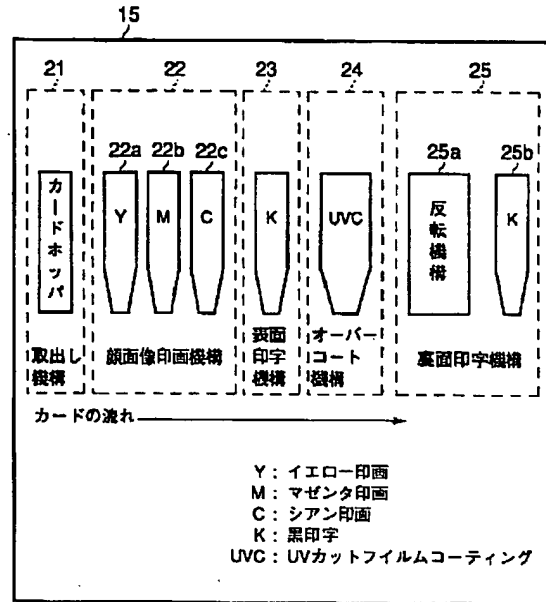 15
21
22
23
24
25
22a
22b
22c
25a
25b
カードホッパ
Y
M
C
K
UVC
反転機構
K
取出し
機構
顔面像印画機構
表面
印字
機構
オーバー
コート
機構
裏面印字機構
カードの流れ
Y：イエロー印画
M：マゼンタ印画
C：シアン印画
K：黒印字
UVC：UVカットフイルムコーティング